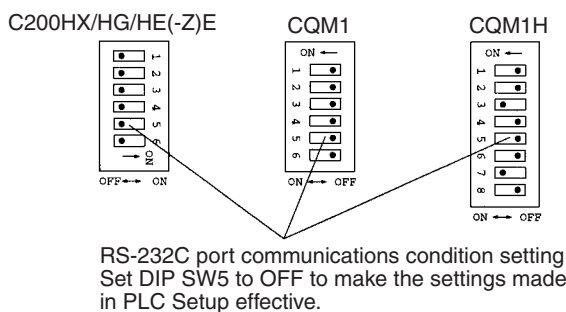 C200HX/HG/HE(-Z)E
1
2
3
4
5
6
→ ON
OFF ↔ ON
CQM1
ON ←
1
2
3
4
5
6
ON ↔ OFF
CQM1H
ON ←
1
2
3
4
5
6
7
8
ON ↔ OFF
RS-232C port communications condition setting
Set DIP SW5 to OFF to make the settings made
in PLC Setup effective.